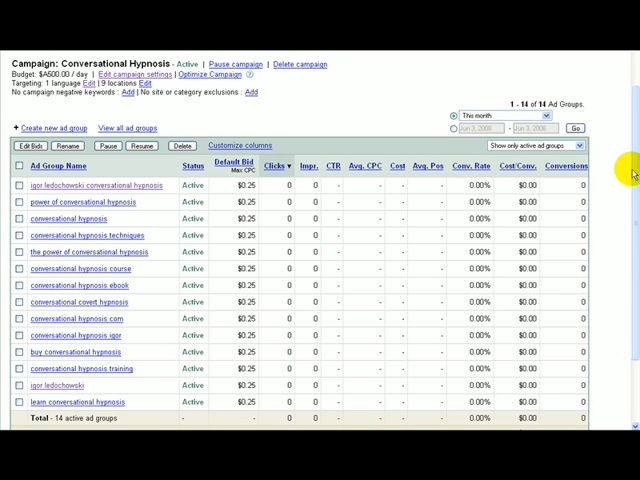 Campaign: Conversational Hypnosis - Active | Pause campaign | Delete campaign
Budget: $A500.00 / day | Edit campaign settings | Optimize Campaign ?
Targeting: 1 language Edit | 9 locations Edit
No campaign negative keywords : Add | No site or category exclusions : Add
1 - 14 of 14 Ad Groups.
This month
+ Create new ad group View all ad groups
Jun 3, 2008 - Jun 3, 2008 Go
Edit Bids Rename Pause Resume Delete Customize columns Show only active ad groups
Ad Group Name Status Default Bid Max CPC Clicks ▼ Impr. CTR Avg. CPC Cost Avg. Pos Conv. Rate Cost/Conv. Conversions
igor ledochowski conversational hypnosis Active $0.25 0 0 - - - - 0.00% $0.00 0
power of conversational hypnosis Active $0.25 0 0 - - - - 0.00% $0.00 0
conversational hypnosis Active $0.25 0 0 - - - - 0.00% $0.00 0
conversational hypnosis techniques Active $0.25 0 0 - - - - 0.00% $0.00 0
the power of conversational hypnosis Active $0.25 0 0 - - - - 0.00% $0.00 0
conversational hypnosis course Active $0.25 0 0 - - - - 0.00% $0.00 0
conversational hypnosis ebook Active $0.25 0 0 - - - - 0.00% $0.00 0
conversational covert hypnosis Active $0.25 0 0 - - - - 0.00% $0.00 0
conversational hypnosis com Active $0.25 0 0 - - - - 0.00% $0.00 0
conversational hypnosis igor Active $0.25 0 0 - - - - 0.00% $0.00 0
buy conversational hypnosis Active $0.25 0 0 - - - - 0.00% $0.00 0
conversational hypnosis training Active $0.25 0 0 - - - - 0.00% $0.00 0
igor ledochowski Active $0.25 0 0 - - - - 0.00% $0.00 0
learn conversational hypnosis Active $0.25 0 0 - - - - 0.00% $0.00 0
Total - 14 active ad groups - - 0 0 - - - - 0.00% $0.00 0